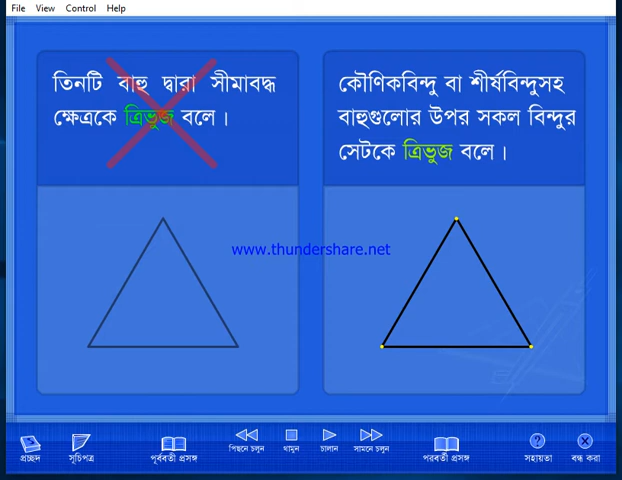 File View Control Help
তিনটি বাহু দ্বারা সীমাবদ্ধ
ক্ষেত্রকে ত্রিভুজ বলে।
কৌণিকবিন্দু বা শীর্ষবিন্দুসহ
বাহুগুলোর উপর সকল বিন্দুর
সেটকে ত্রিভুজ বলে।
www.thundershare.net
প্রচ্ছদ
সূচিপত্র
পূর্ববর্তী প্রসঙ্গ
পিছনে চলুন
থামুন
চালান
সামনে চলুন
পরবর্তী প্রসঙ্গ
সহায়তা
বন্ধ করা